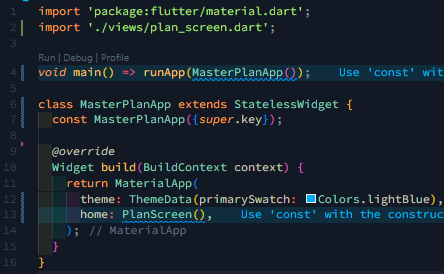 1 import 'package:flutter/material.dart';
2 import './views/plan_screen.dart';
3
Run | Debug | Profile
4 void main() => runApp(MasterPlanApp()); Use 'const' wit
5
6 class MasterPlanApp extends StatelessWidget {
7 const MasterPlanApp({super.key});
8
9 @override
10 Widget build(BuildContext context) {
11 return MaterialApp(
12 theme: ThemeData(primarySwatch: Colors.lightBlue),
13 home: PlanScreen(), Use 'const' with the construc
14 ); // MaterialApp
15 }
16 }